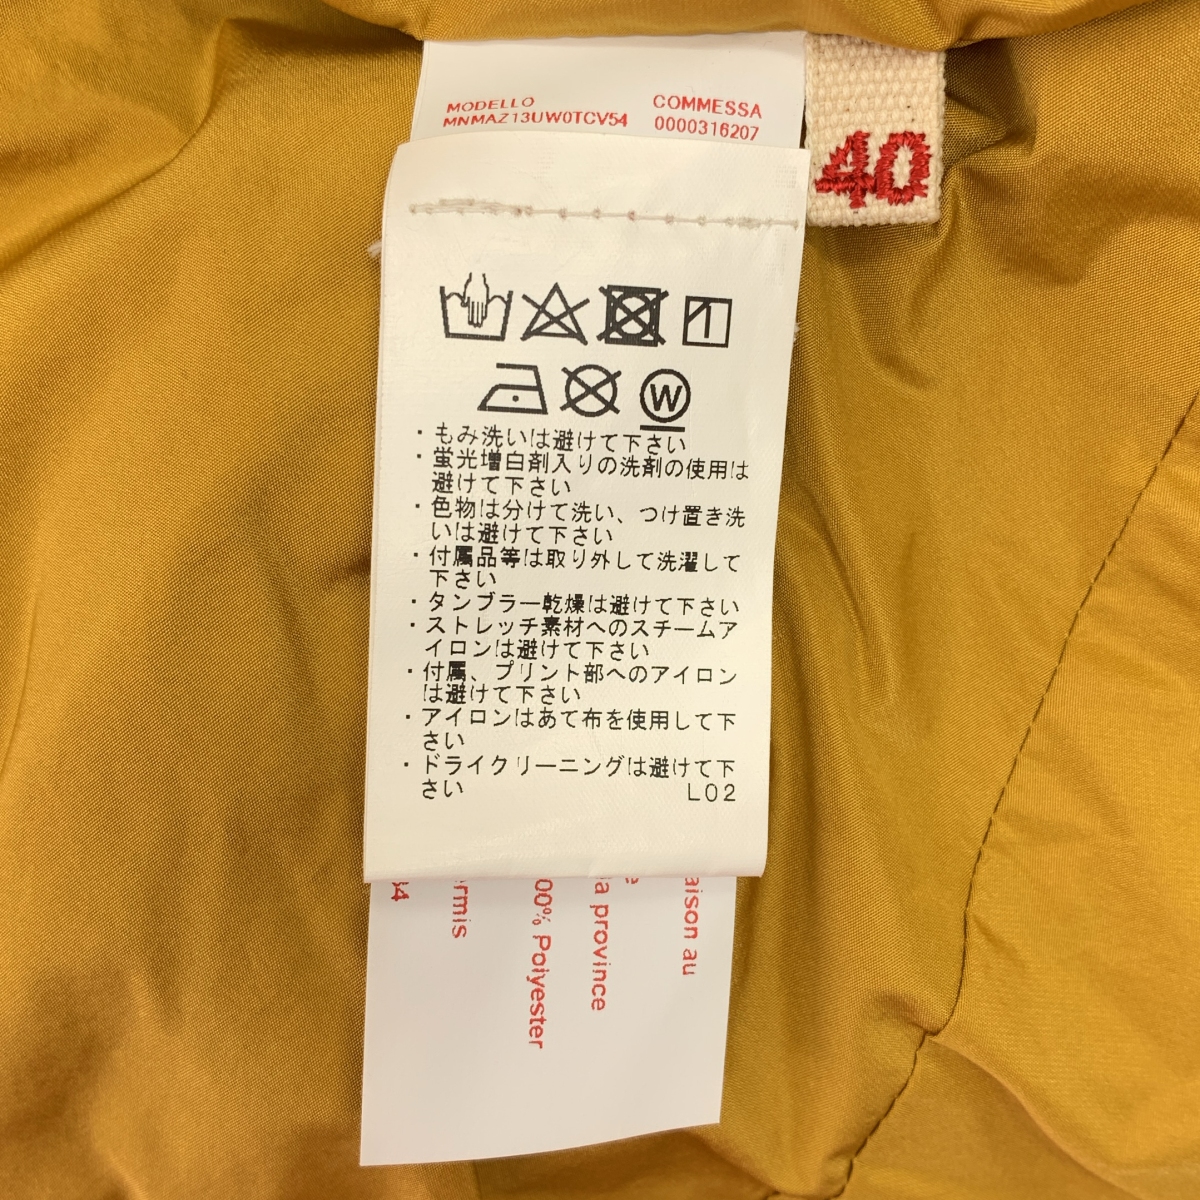 MODELLO
MNMAZ13UW0TCV54
COMMESSA
0000316207
40
W
・もみ洗いは避けて下さい
・蛍光増白剤入りの洗剤の使用は
避けて下さい
・色物は分けて洗い、つけ置き洗
いは避けて下さい
・付属品等は取り外して洗濯して
下さい
・タンブラー乾燥は避けて下さい
・ストレッチ素材へのスチームア
イロンは避けて下さい
・付属、プリント部へのアイロン
は避けて下さい
・アイロンはあて布を使用して下
さい
・ドライクリーニングは避けて下
さい
L02
aison au
a province
00% Polyester
ermis